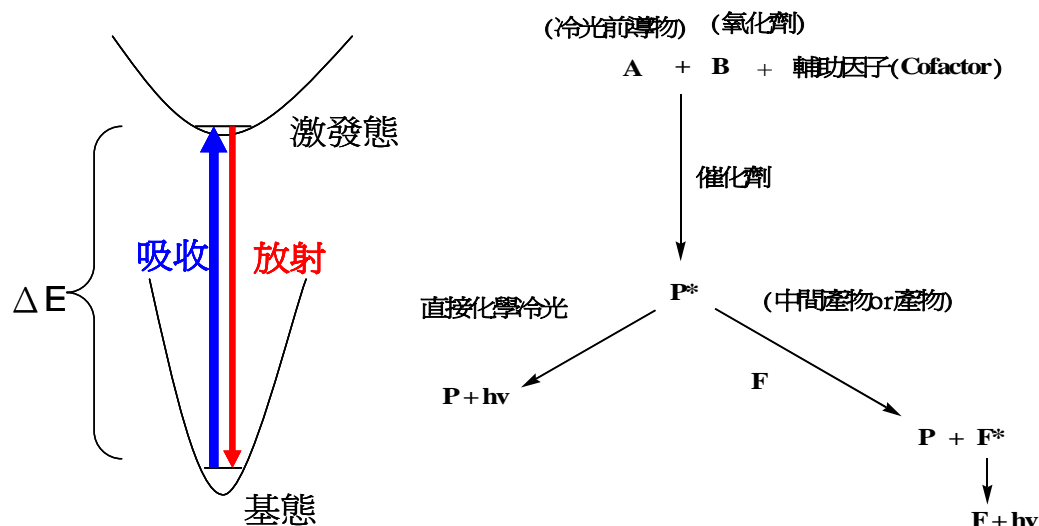 激發態
吸收 放射
ΔE
基態
(冷光前導物) (氧化劑)
A + B + 輔助因子(Cofactor)
催化劑
P*
直接化學冷光
(中間產物or產物)
F
P + hv
P + F*
F + hv